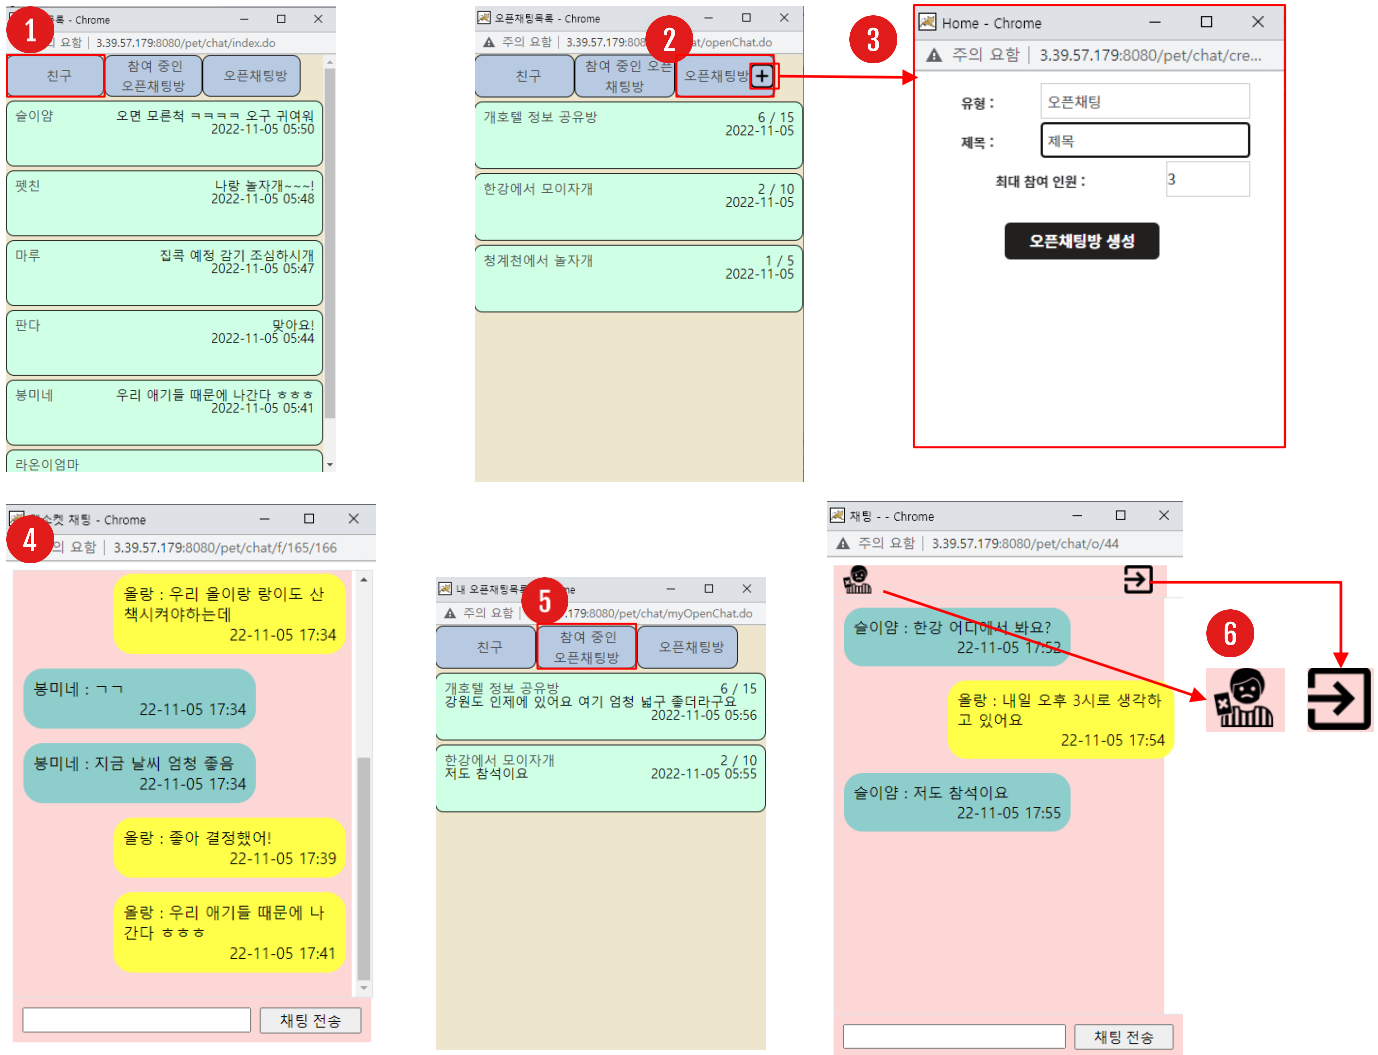 1
록 - Chrome
의 요함 | 3.39.57.179:8080/pet/chat/index.do
친구
참여 중인
오픈채팅방
오픈채팅방
슬이얌
오면 모른척 ㅋㅋㅋㅋ 오구 귀여워
2022-11-05 05:50
펫친
나랑 놀자개~~~!
2022-11-05 05:48
마루
집콕 예정 감기 조심하시개
2022-11-05 05:47
판다
맞아요!
2022-11-05 05:44
봉미네
우리 애기들 때문에 나간다 ㅎㅎㅎ
2022-11-05 05:41
라온이엄마
2
오픈채팅목록 - Chrome
주의 요함 | 3.39.57.179:808 at/openChat.do
친구
참여 중인 오픈
채팅방
오픈채팅방 +
개호텔 정보 공유방
6 / 15
2022-11-05
한강에서 모이자개
2 / 10
2022-11-05
청계천에서 놀자개
1 / 5
2022-11-05
3
Home - Chrome
주의 요함 | 3.39.57.179:8080/pet/chat/cre...
유형 :
오픈채팅
제목 :
제목
최대 참여 인원 :
3
오픈채팅방 생성
4
소켓 채팅 - Chrome
의 요함 | 3.39.57.179:8080/pet/chat/f/165/166
올랑 : 우리 올이랑 랑이도 산
책시켜야하는데
22-11-05 17:34
봉미네 : ㄱㄱ
22-11-05 17:34
봉미네 : 지금 날씨 엄청 좋음
22-11-05 17:34
올랑 : 좋아 결정했어!
22-11-05 17:39
올랑 : 우리 애기들 때문에 나
간다 ㅎㅎㅎ
22-11-05 17:41
채팅 전송
5
내 오픈채팅목록 me
주의 요함 | 3 .179:8080/pet/chat/myOpenChat.do
친구
참여 중인
오픈채팅방
오픈채팅방
개호텔 정보 공유방
6 / 15
강원도 인제에 있어요 여기 엄청 넓구 좋더라구요
2022-11-05 05:56
한강에서 모이자개
2 / 10
저도 참석이요
2022-11-05 05:55
채팅 - - Chrome
주의 요함 | 3.39.57.179:8080/pet/chat/o/44
슬이얌 : 한강 어디에서 봐요?
22-11-05 17:52
올랑 : 내일 오후 3시로 생각하
고 있어요
22-11-05 17:54
슬이얌 : 저도 참석이요
22-11-05 17:55
채팅 전송
6